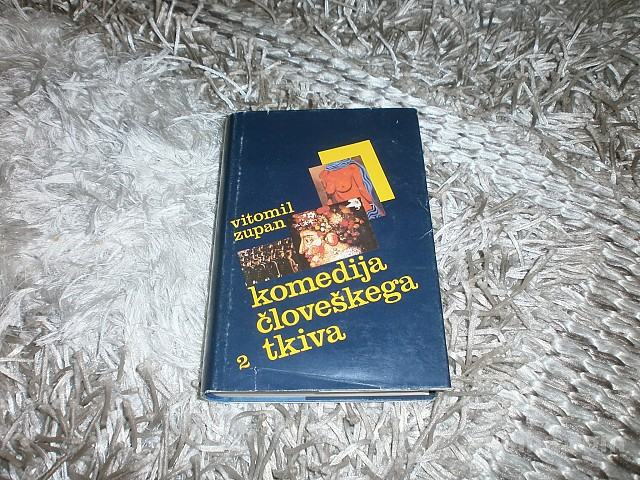 vitomil
zupan
komedija
človeškega
2 tkiva